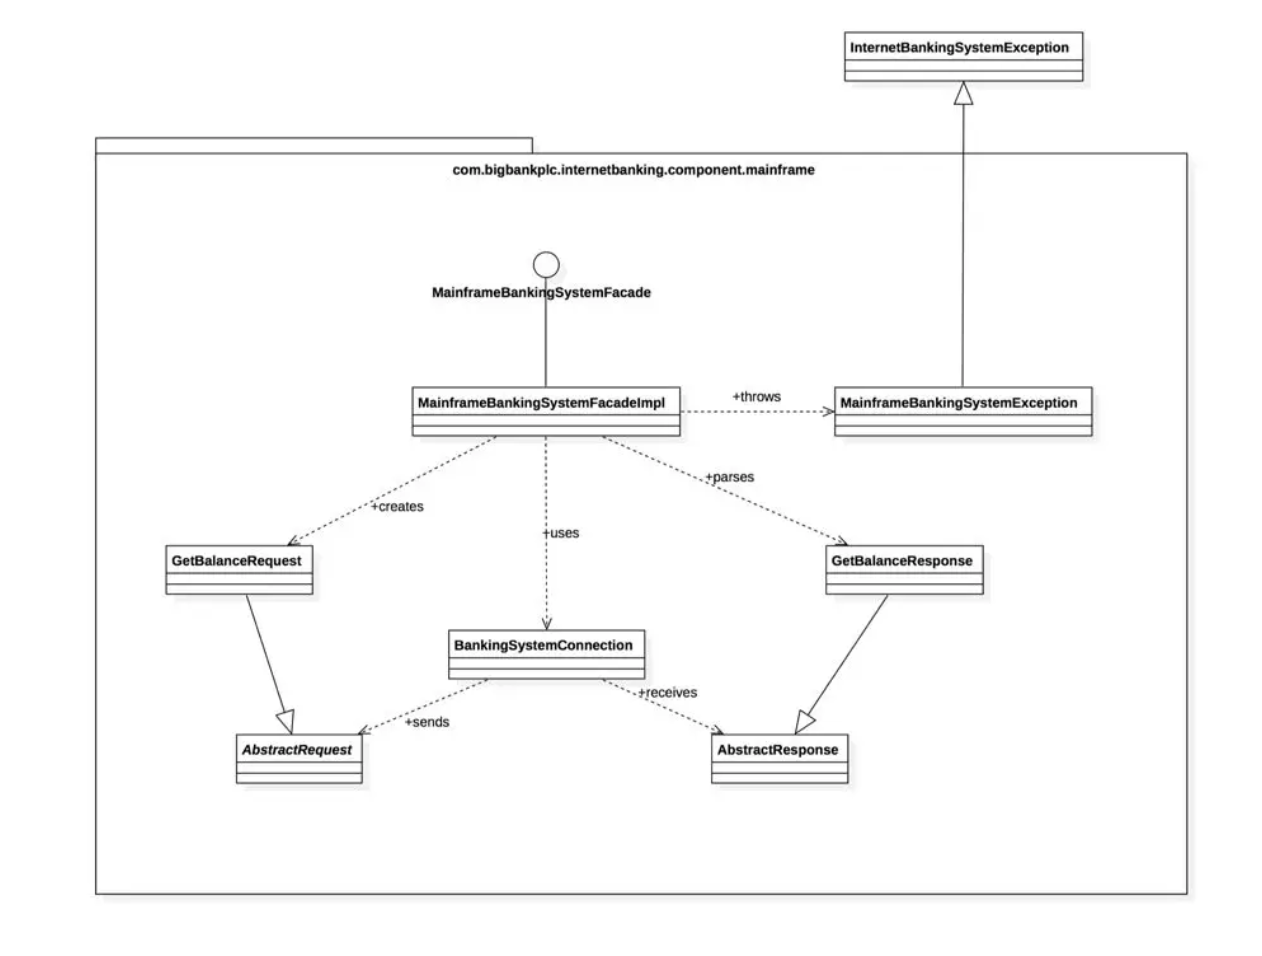 InternetBankingSystemException
com.bigbankplc.internetbanking.component.mainframe
MainframeBankingSystemFacade
MainframeBankingSystemFacadeImpl
+throws
MainframeBankingSystemException
+parses
+creates
+uses
GetBalanceRequest
GetBalanceResponse
BankingSystemConnection
+receives
+sends
AbstractRequest
AbstractResponse